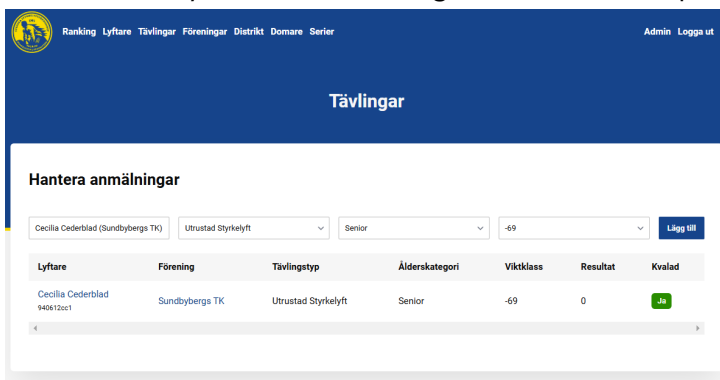 Ranking Lyftare Tävlingar Föreningar Distrikt Domare Serier Admin Logga ut
Tävlingar
Hantera anmälningar
Cecilia Cederblad (Sundbybergs TK) Utrustad Styrkelyft Senior -69 Lägg till
Lyftare Förening Tävlingstyp Ålderskategori Viktklass Resultat Kvalad
Cecilia Cederblad Sundbybergs TK Utrustad Styrkelyft Senior -69 0 Ja
940612cc1